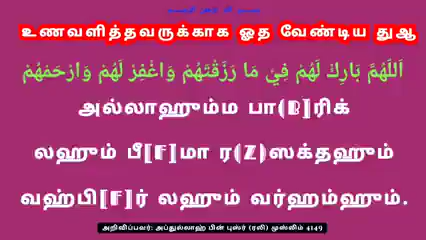 உணவளித்தவருக்காக ஓத வேண்டிய துஆ
اَللَّهُمَّ بَارِكْ لَهُمْ فِيْ مَا رَزَقْتَهُمْ وَاغْفِرْ لَهُمْ وَارْحَمْهُمْ
அல்லாஹும்ம பா(B)ரிக்
லஹும் பீ[F]மா ர(Z)ஸக்தஹும்
வஹ்பி[F]ர் லஹும் வர்ஹம்ஹும்.
அறிவிப்பவர்: அப்துல்லாஹ் பின் புஸ்ர் (ரலி) முஸ்லிம் 4149